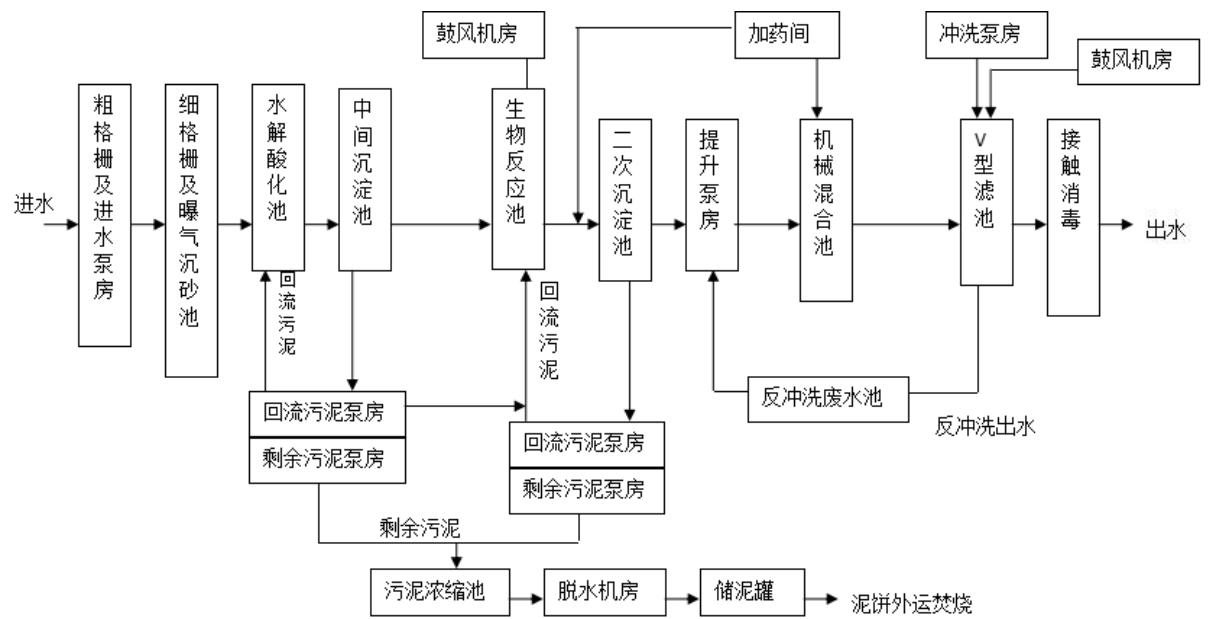 鼓风机房
加药间
冲洗泵房
鼓风机房
进水
粗格栅及进水泵房
细格栅及曝气沉砂池
水解酸化池
中间沉淀池
生物反应池
二次沉淀池
提升泵房
机械混合池
V型滤池
接触消毒
出水
回流污泥
回流污泥
回流污泥泵房
剩余污泥泵房
回流污泥泵房
剩余污泥泵房
反冲洗废水池
反冲洗出水
剩余污泥
污泥浓缩池
脱水机房
储泥罐
泥饼外运焚烧